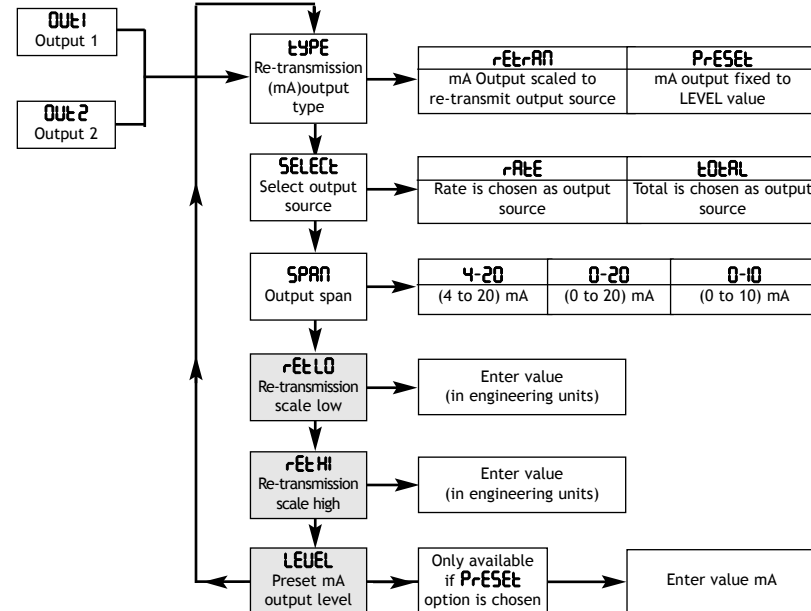 OUt1
Output 1
OUt2
Output 2
tYPE
Re-transmission
(mA)output
type
rEtrAN
mA Output scaled to
re-transmit output source
PrESEt
mA output fixed to
LEVEL value
SELECt
Select output
source
rAtE
Rate is chosen as output
source
tOtAL
Total is chosen as output
source
SPAN
Output span
4-20
(4 to 20) mA
0-20
(0 to 20) mA
0-10
(0 to 10) mA
rEtLO
Re-transmission
scale low
Enter value
(in engineering units)
rEtHI
Re-transmission
scale high
Enter value
(in engineering units)
LEVEL
Preset mA
output level
Only available
if PrESEt
option is chosen
Enter value mA